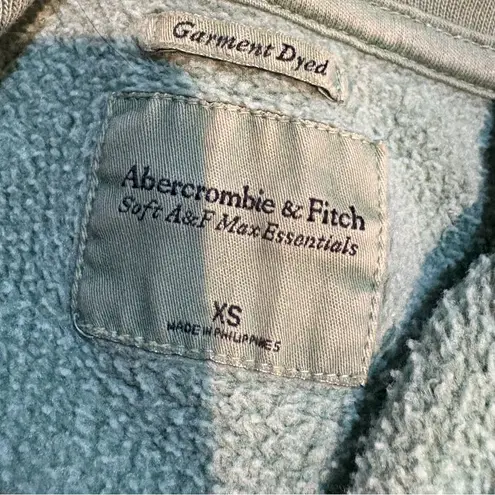 Garment Dyed
Abercrombie & Fitch
Soft A&F Max Essentials
XS
MADE IN PHILIPPINES